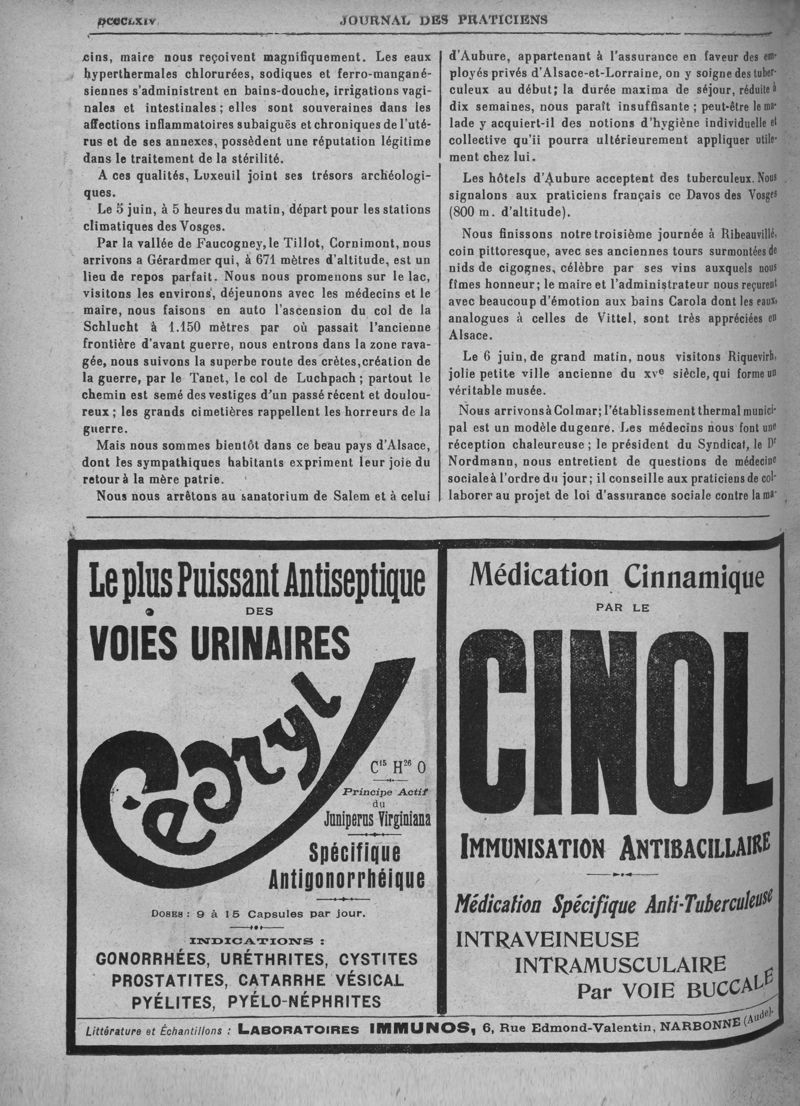 DCCCLXIV
JOURNAL DES PRATICIENS
cins, maire nous reçoivent magnifiquement. Les eaux
hyperthermales chlorurées, sodiques et ferro-mangané-
siennes s'administrent en bains-douche, irrigations vagi-
nales et intestinales ; elles sont souveraines dans les
affections inflammatoires subaiguës et chroniques de l'uté-
rus et de ses annexes, possèdent une réputation légitime
dans le traitement de la stérilité.
A ces qualités, Luxeuil joint ses trésors archéologi-
ques.
Le 5 juin, à 5 heures du matin, départ pour les stations
climatiques des Vosges.
Par la vallée de Faucogney, le Tillot, Cornimont, nous
arrivons a Gérardmer qui, à 671 mètres d'altitude, est un
lieu de repos parfait. Nous nous promenons sur le lac,
visitons les environs, déjeunons avec les médecins et le
maire, nous faisons en auto l'ascension du col de la
Schlucht à 1.150 mètres par où passait l'ancienne
frontière d'avant guerre, nous entrons dans la zone rava-
gée, nous suivons la superbe route des crêtes, création de
la guerre, par le Tanet, le col de Luchpach ; partout le
chemin est semé des vestiges d'un passé récent et doulou-
reux ; les grands cimetières rappellent les horreurs de la
guerre.
Mais nous sommes bientôt dans ce beau pays d'Alsace,
dont les sympathiques habitants expriment leur joie du
retour à la mère patrie.
Nous nous arrêtons au sanatorium de Salem et à celui
d'Aubure, appartenant à l'assurance en faveur des em-
ployés privés d'Alsace-et-Lorraine, on y soigne des tuber-
culeux au début ; la durée maxima de séjour, réduite à
dix semaines, nous paraît insuffisante ; peut-être le ma-
lade y acquiert-il des notions d'hygiène individuelle et
collective qu'ii pourra ultérieurement appliquer utile-
ment chez lui.
Les hôtels d'Aubure acceptent des tuberculeux. Nous
signalons aux praticiens français ce Davos des Vosges
(800 m. d'altitude).
Nous finissons notre troisième journée à Ribeauvillé,
coin pittoresque, avec ses anciennes tours surmontées de
nids de cigognes, célèbre par ses vins auxquels nous
fîmes honneur ; le maire et l'administrateur nous reçurent
avec beaucoup d'émotion aux bains Carola dont les eaux,
analogues à celles de Vittel, sont très appréciées en
Alsace.
Le 6 juin, de grand matin, nous visitons Riquevirh,
jolie petite ville ancienne du XVe siècle, qui forme un
véritable musée.
Nous arrivons à Colmar; l'établissement thermal munici-
pal est un modèle du genre. Les médecins nous font une
réception chaleureuse ; le président du Syndicat, le Dr
Nordmann, nous entretient de questions de médecine
sociale à l'ordre du jour ; il conseille aux praticiens de col-
laborer au projet de loi d'assurance sociale contre la ma-
Le plus Puissant Antiseptique
DES
VOIES URINAIRES
Cédryl
C15 H26 O
Principe Actif
du
Juniperus Virginiana
Spécifique
Antigonorrhéique
DOSES : 9 à 15 Capsules par jour.
INDICATIONS :
GONORRHÉES, URÉTHRITES, CYSTITES
PROSTATITES, CATARRHE VÉSICAL
PYÉLITES, PYÉLO-NÉPHRITES
Médication Cinnamique
PAR LE
CINOL
IMMUNISATION ANTIBACILLAIRE
Médication Spécifique Anti-Tuberculeuse
INTRAVEINEUSE
INTRAMUSCULAIRE
Par VOIE BUCCALE
Littérature et Échantillons : LABORATOIRES IMMUNOS, 6, Rue Edmond-Valentin, NARBONNE (Aude).